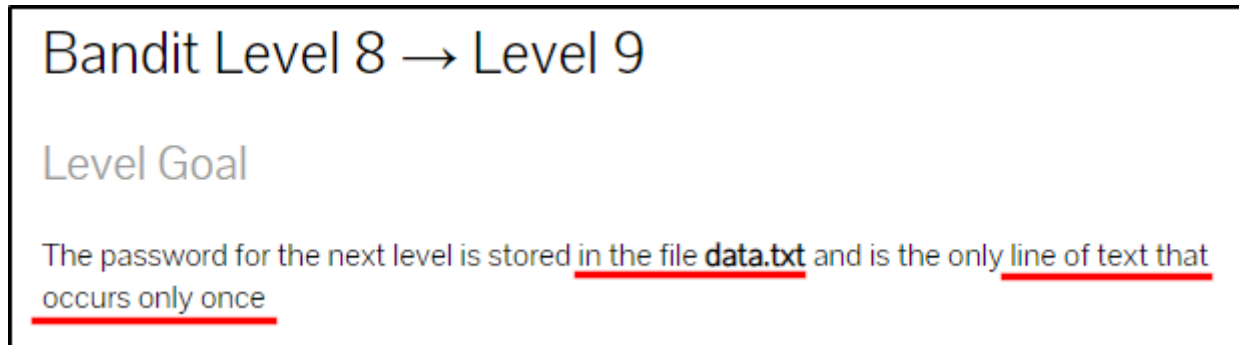 Bandit Level 8 → Level 9
Level Goal
The password for the next level is stored in the file data.txt and is the only line of text that
occurs only once